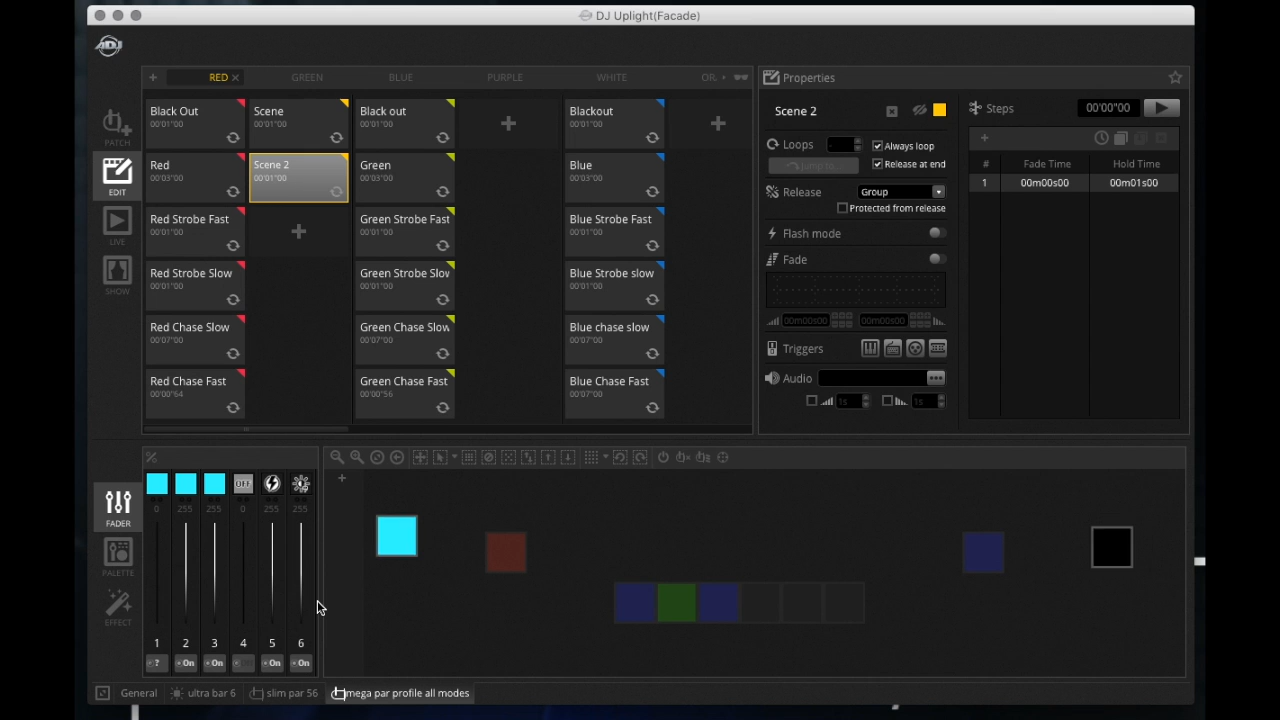 DJ Uplight(Facade)
ADJ
+ RED × GREEN BLUE PURPLE WHITE OR
Properties
Black Out
00'01"00
Scene
00'01"00
Black out
00'01"00
Blackout
00'01"00
Red
00'03"00
Scene 2
00'01"00
Green
00'03"00
Blue
00'03"00
Red Strobe Fast
00'01"00
Green Strobe Fast
00'01"00
Blue Strobe Fast
00'01"00
Red Strobe Slow
00'01"00
Green Strobe Slow
00'01"00
Blue Strobe slow
00'01"00
Red Chase Slow
00'07"00
Green Chase Slow
00'07"00
Blue chase slow
00'07"00
Red Chase Fast
00'00"64
Green Chase Fast
00'00"56
Blue Chase Fast
00'07"00
PATCH
EDIT
LIVE
SHOW
Scene 2
Loops - Always loop
Jump to... Release at end
Release Group
Protected from release
Flash mode
Fade
00m00s00 00m00s00
Triggers
Audio
1s 1s
Steps 00'00"00
# Fade Time Hold Time
1 00m00s00 00m01s00
FADER
PALETTE
EFFECT
OFF
0 255 255 0 255 255
1 2 3 4 5 6
? On On On On
General ultra bar 6 slim par 56 mega par profile all modes